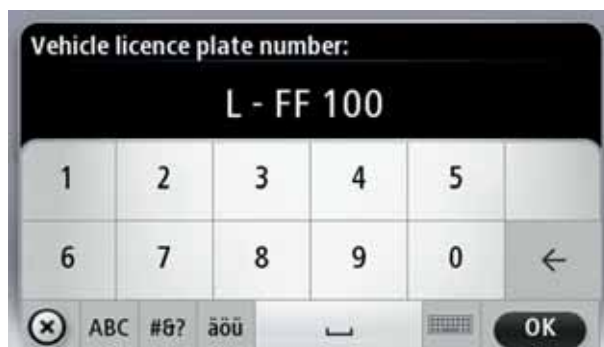 Vehicle licence plate number:
L - FF 100
1 2 3 4 5
6 7 8 9 0 ←
ABC #&? äöü OK